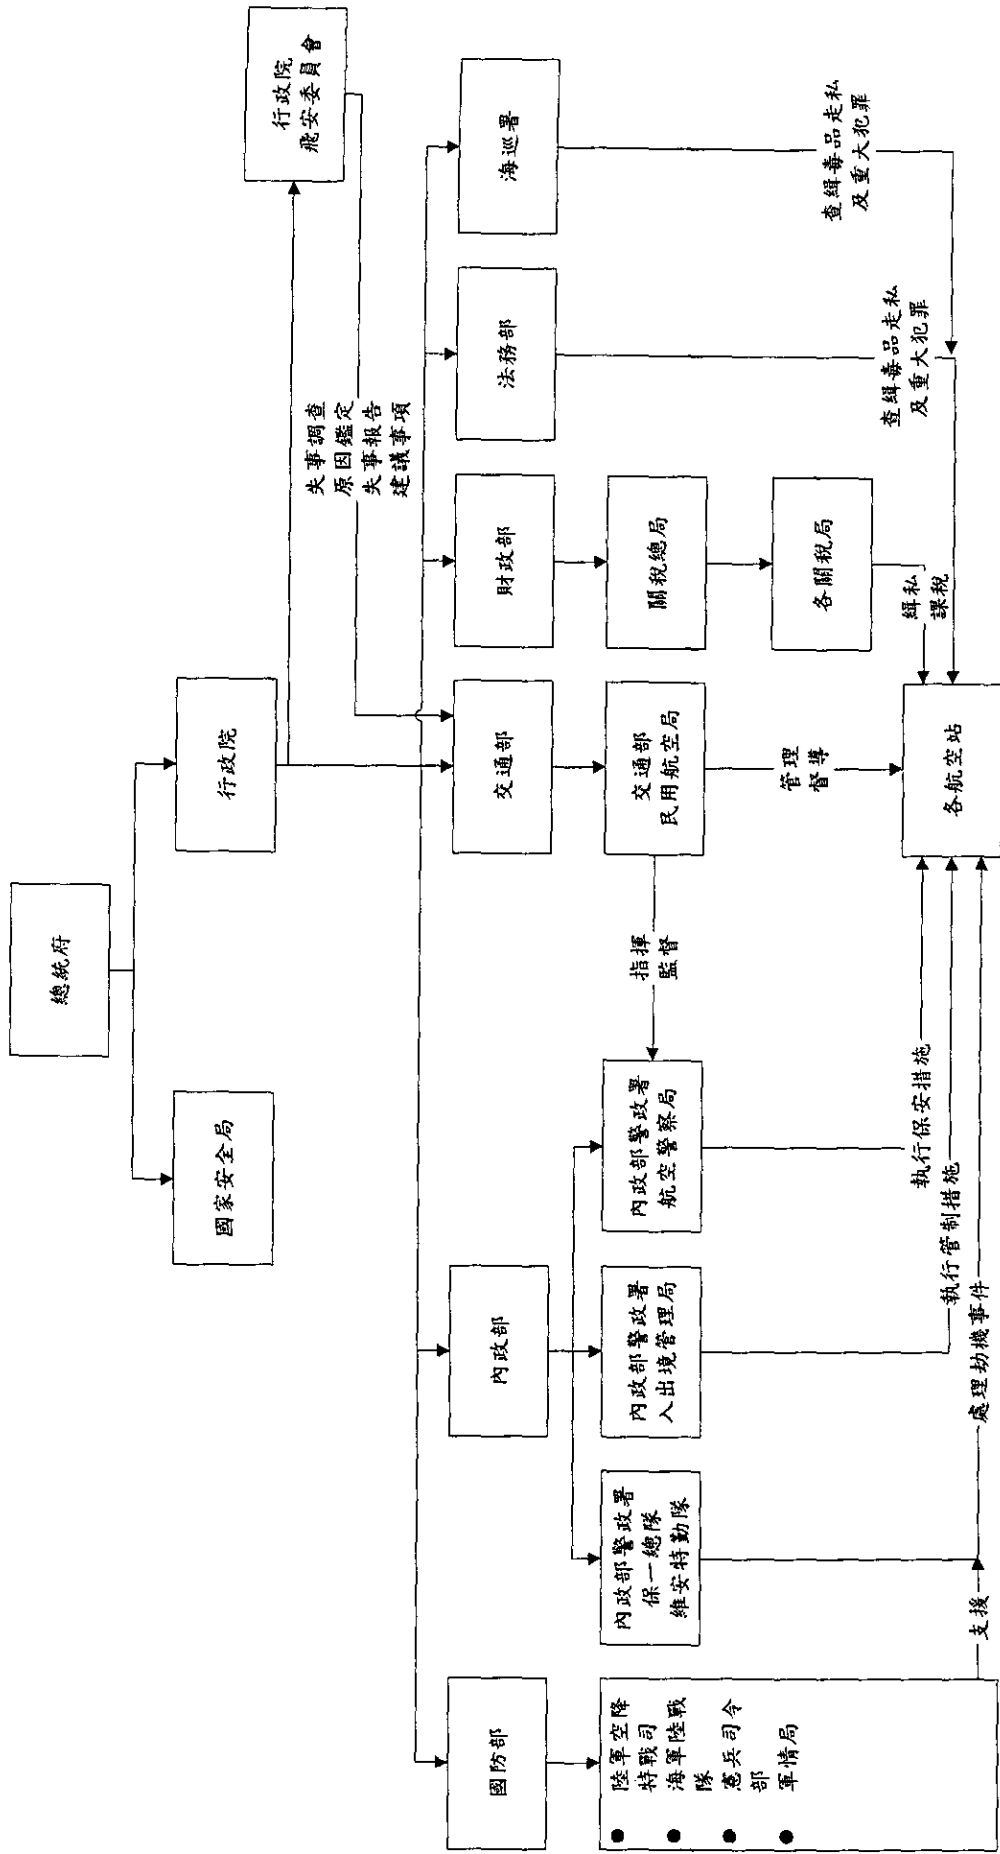 總統府
國家安全局
行政院
行政院
飛安委員會
失事調查
原因鑑定
失事報告
建議事項
國防部
內政部
交通部
財政部
法務部
海巡署
陸軍空降
特戰司
海軍陸戰
隊
憲兵司令
部
軍情局
內政部警政署
保一總隊
維安特勤隊
內政部警政署
入出境管理局
內政部警政署
航空警察局
指揮
監督
交通部
民用航空局
關稅總局
各關稅局
管理
督導
緝私
課稅
查緝毒品走私
及重大犯罪
查緝毒品走私
及重大犯罪
執行保安措施
執行管制措施
處理劫機事件
支援
各航空站